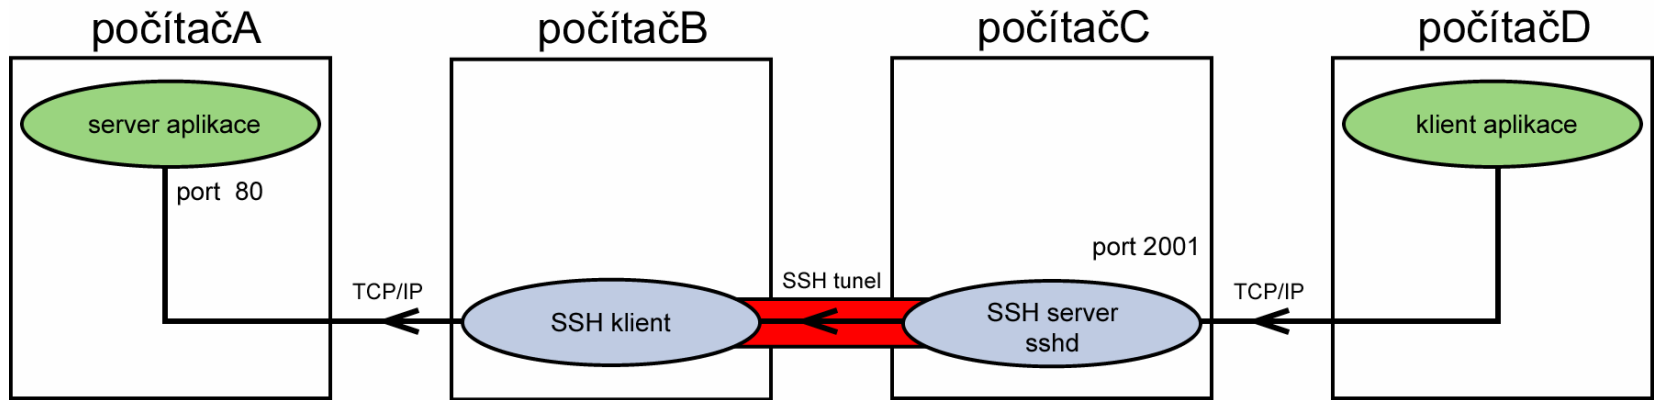 počítačA
počítačB
počítačC
počítačD
server aplikace
klient aplikace
port  80
port 2001
TCP/IP
SSH tunel
TCP/IP
SSH klient
SSH server
sshd